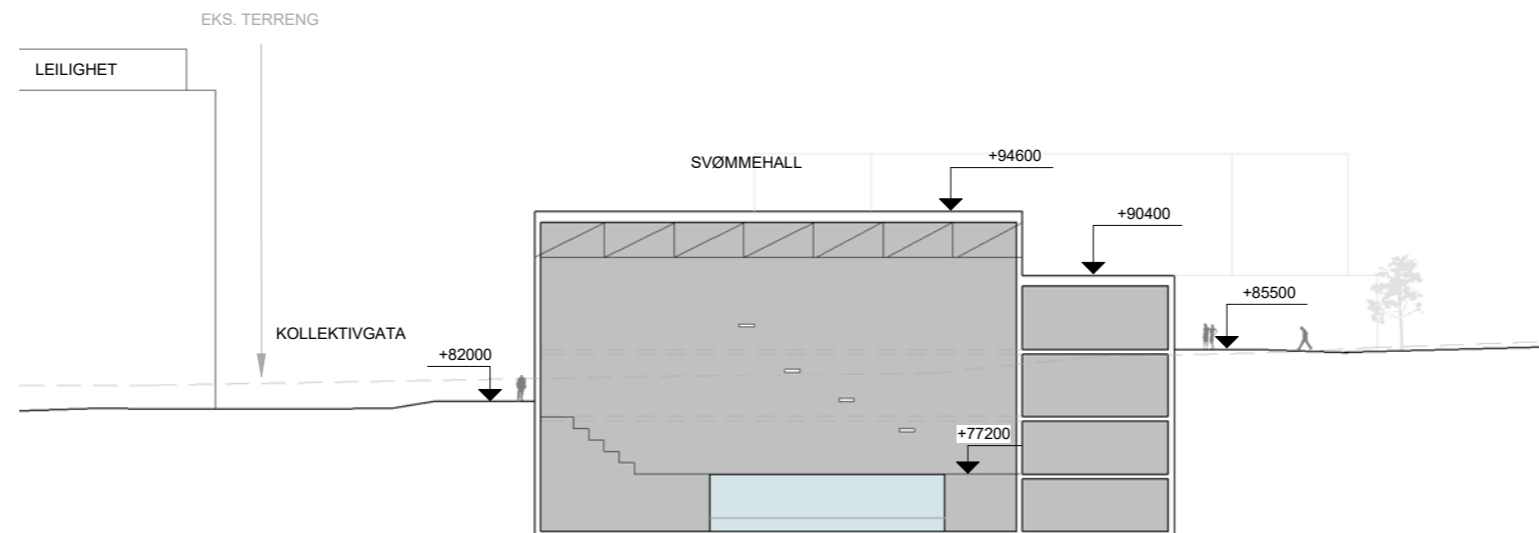 EKS. TERRENG
LEILIGHET
SVØMMEHALL
+94600
+90400
+85500
KOLLEKTIVGATA
+82000
+77200